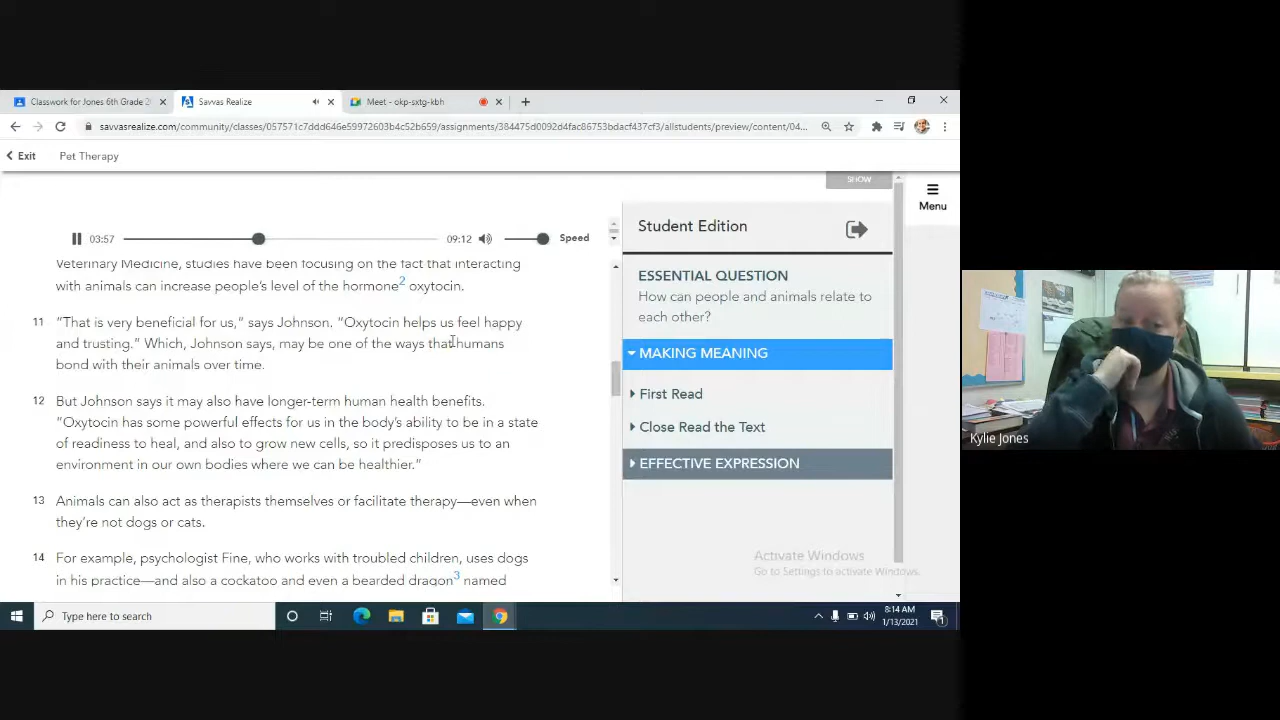 Classwork for Jones 6th Grade 2
Savvas Realize
Meet - okp-sxtg-kbh
savvasrealize.com/community/classes/057571c7ddd646e59972603b4c52b659/assignments/384475d0092d4fac86753bdacf437cf3/allstudents/preview/content/04...
Exit
Pet Therapy
SHOW
Menu
03:57
09:12
Speed
Veterinary Medicine, studies have been focusing on the fact that interacting
with animals can increase people's level of the hormone2 oxytocin.
11 "That is very beneficial for us," says Johnson. "Oxytocin helps us feel happy
and trusting." Which, Johnson says, may be one of the ways that humans
bond with their animals over time.
12 But Johnson says it may also have longer-term human health benefits.
"Oxytocin has some powerful effects for us in the body's ability to be in a state
of readiness to heal, and also to grow new cells, so it predisposes us to an
environment in our own bodies where we can be healthier."
13 Animals can also act as therapists themselves or facilitate therapy—even when
they're not dogs or cats.
14 For example, psychologist Fine, who works with troubled children, uses dogs
in his practice—and also a cockatoo and even a bearded dragon3 named
Student Edition
ESSENTIAL QUESTION
How can people and animals relate to
each other?
MAKING MEANING
First Read
Close Read the Text
EFFECTIVE EXPRESSION
Activate Windows
Go to Settings to activate Windows.
Type here to search
8:14 AM
1/13/2021
1
Kylie Jones